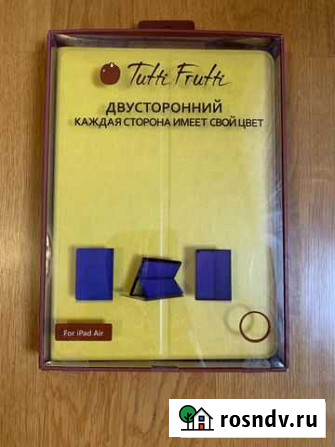 Tutti Frutti
ДВУСТОРОННИЙ
КАЖДАЯ СТОРОНА ИМЕЕТ СВОЙ ЦВЕТ
For iPad Air
rosndv.ru